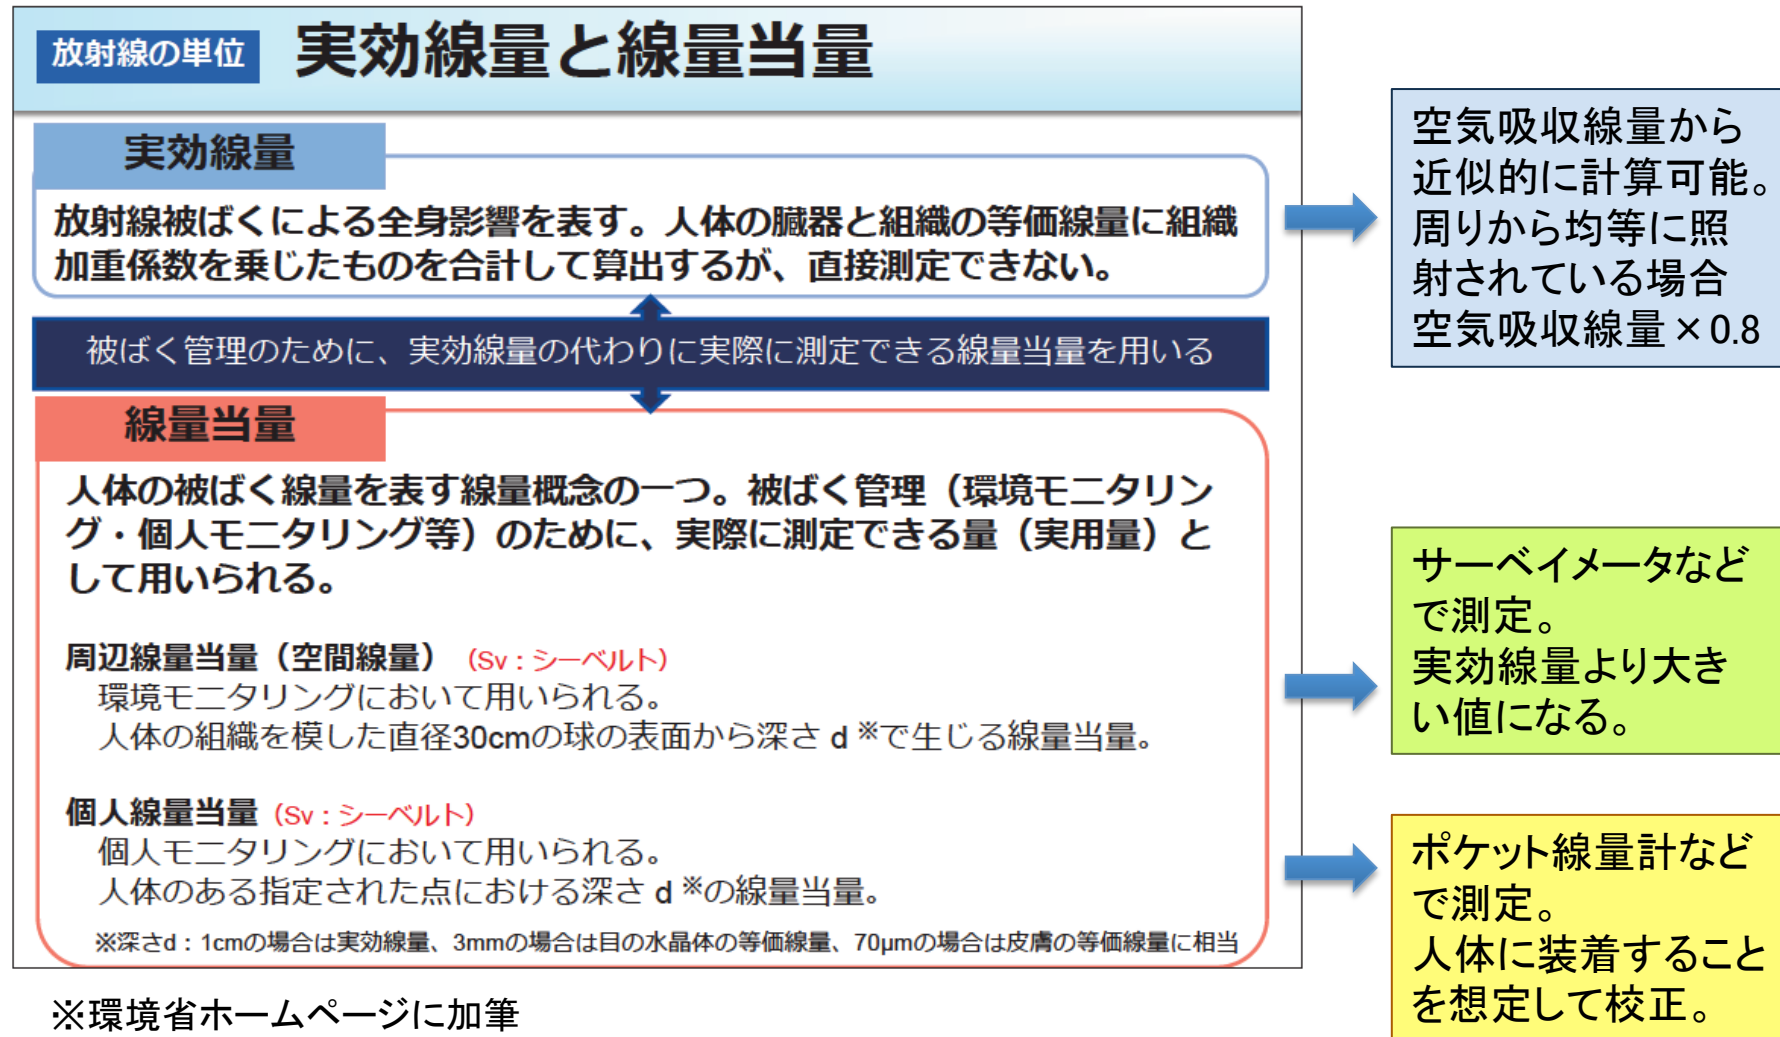 放射線の単位 実効線量と線量当量
実効線量
放射線被ばくによる全身影響を表す。人体の臓器と組織の等価線量に組織
加重係数を乗じたものを合計して算出するが、直接測定できない。
被ばく管理のために、実効線量の代わりに実際に測定できる線量当量を用いる
線量当量
人体の被ばく線量を表す線量概念の一つ。被ばく管理（環境モニタリン
グ・個人モニタリング等）のために、実際に測定できる量（実用量）と
して用いられる。
周辺線量当量（空間線量）（Sv：シーベルト）
環境モニタリングにおいて用いられる。
人体の組織を模した直径30cmの球の表面から深さ d ※で生じる線量当量。
個人線量当量（Sv：シーベルト）
個人モニタリングにおいて用いられる。
人体のある指定された点における深さ d ※の線量当量。
※深さd：1cmの場合は実効線量、3mmの場合は目の水晶体の等価線量、70μmの場合は皮膚の等価線量に相当
※環境省ホームページに加筆
空気吸収線量から
近似的に計算可能。
周りから均等に照
射されている場合
空気吸収線量×0.8
サーベイメータなど
で測定。
実効線量より大き
い値になる。
ポケット線量計など
で測定。
人体に装着すること
を想定して校正。